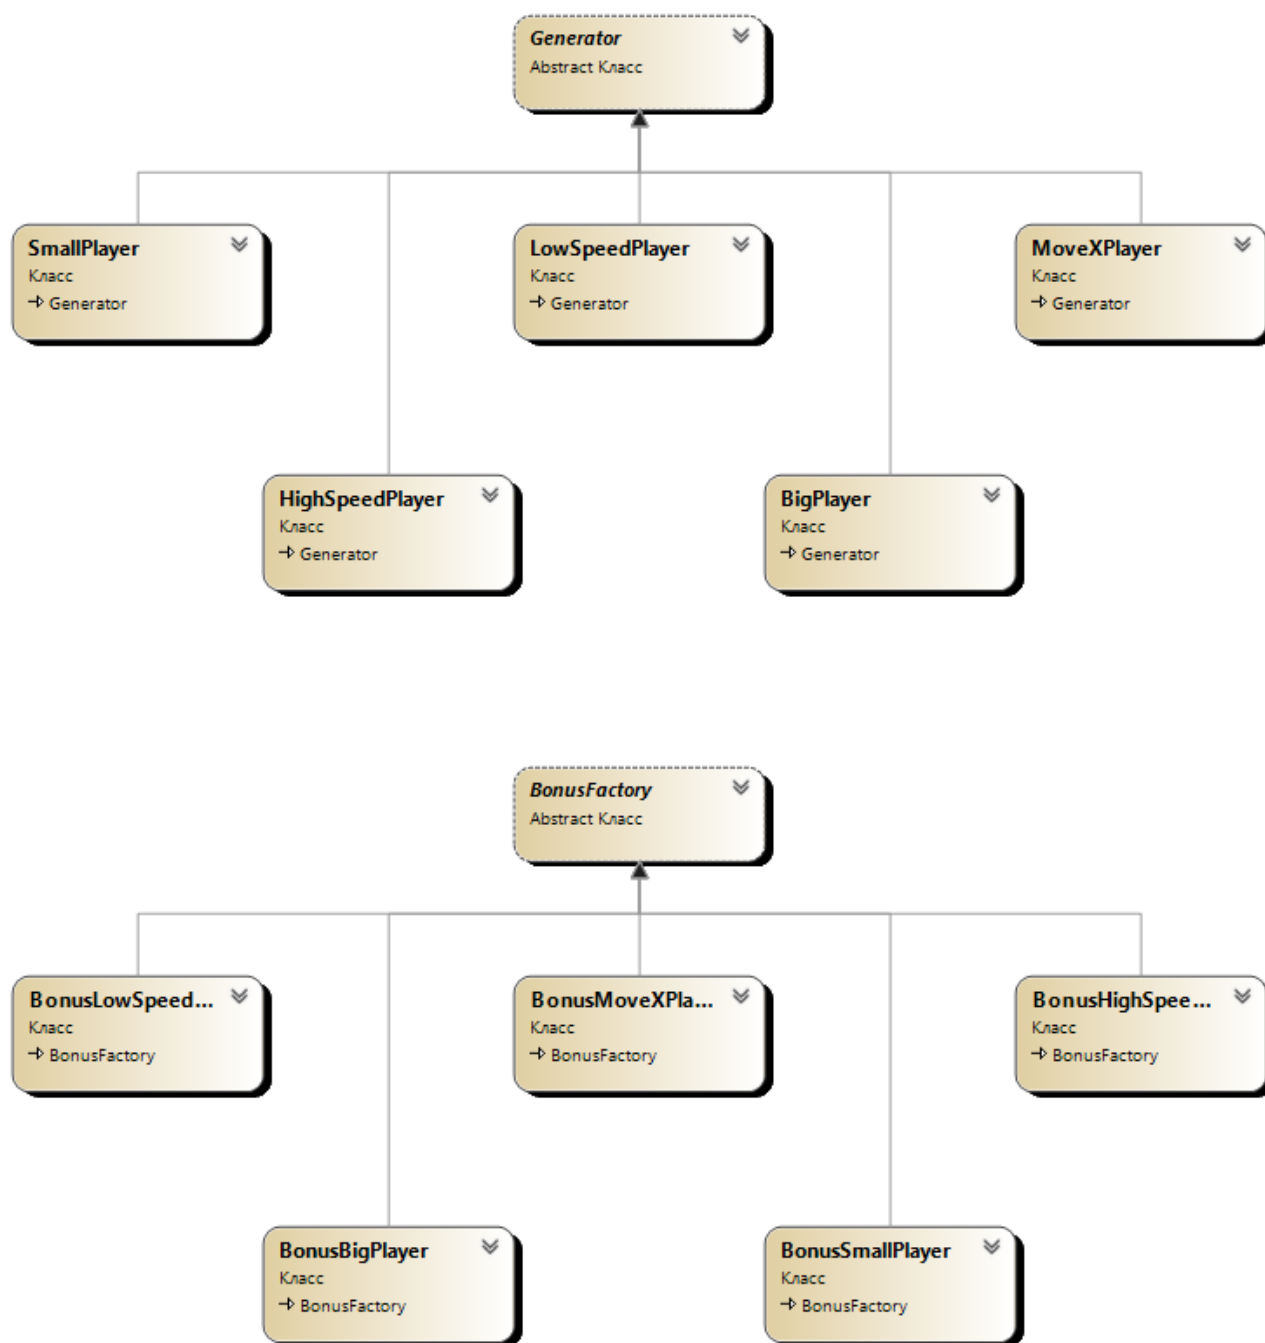 Generator
Abstract Класс
SmallPlayer
Класс
Generator
LowSpeedPlayer
Класс
Generator
MoveXPlayer
Класс
Generator
HighSpeedPlayer
Класс
Generator
BigPlayer
Класс
Generator
BonusFactory
Abstract Класс
BonusLowSpeed...
Класс
BonusFactory
BonusMoveXPla...
Класс
BonusFactory
BonusHighSpee...
Класс
BonusFactory
BonusBigPlayer
Класс
BonusFactory
BonusSmallPlayer
Класс
BonusFactory